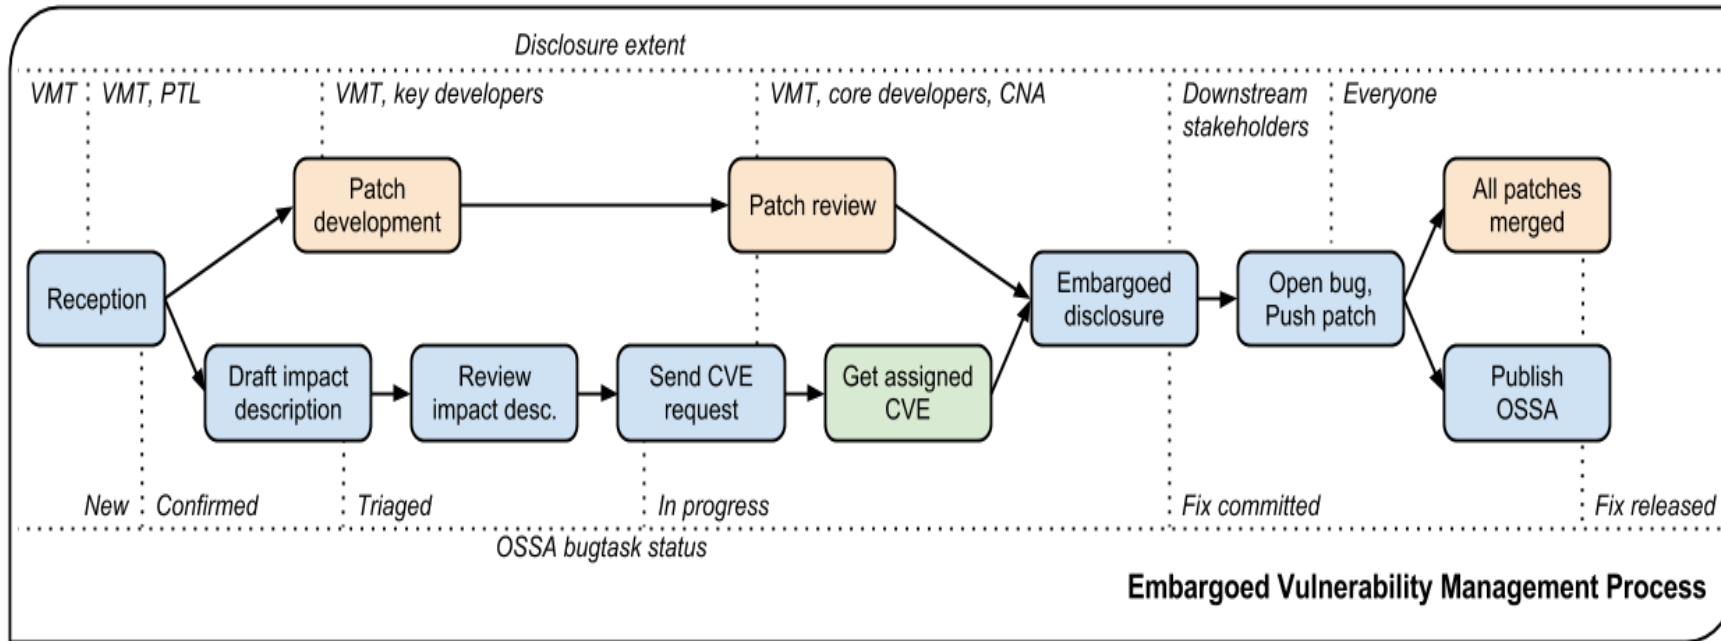 Disclosure extent
VMT
VMT, PTL
VMT, key developers
VMT, core developers, CNA
Downstream
stakeholders
Everyone
Patch
development
Patch review
All patches
merged
Reception
Embargoed
disclosure
Open bug,
Push patch
Draft impact
description
Review
impact desc.
Send CVE
request
Get assigned
CVE
Publish
OSSA
New
Confirmed
Triaged
In progress
Fix committed
Fix released
OSSA bugtask status
Embargoed Vulnerability Management Process